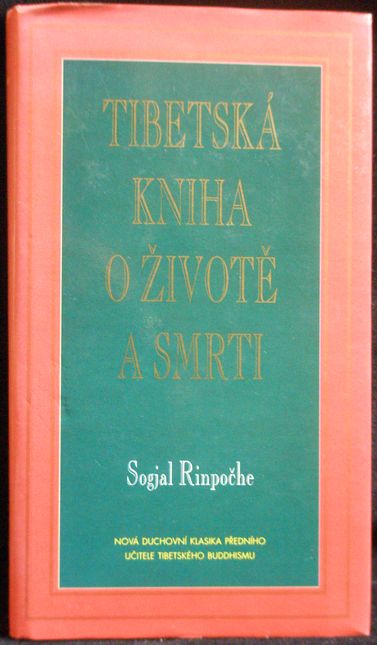 TIBETSKÁ
KNIHA
O ŽIVOTĚ
A SMRTI
Sogjal Rinpočhe
NOVÁ DUCHOVNÍ KLASIKA PŘEDNÍHO
UČITELE TIBETSKÉHO BUDDHISMU